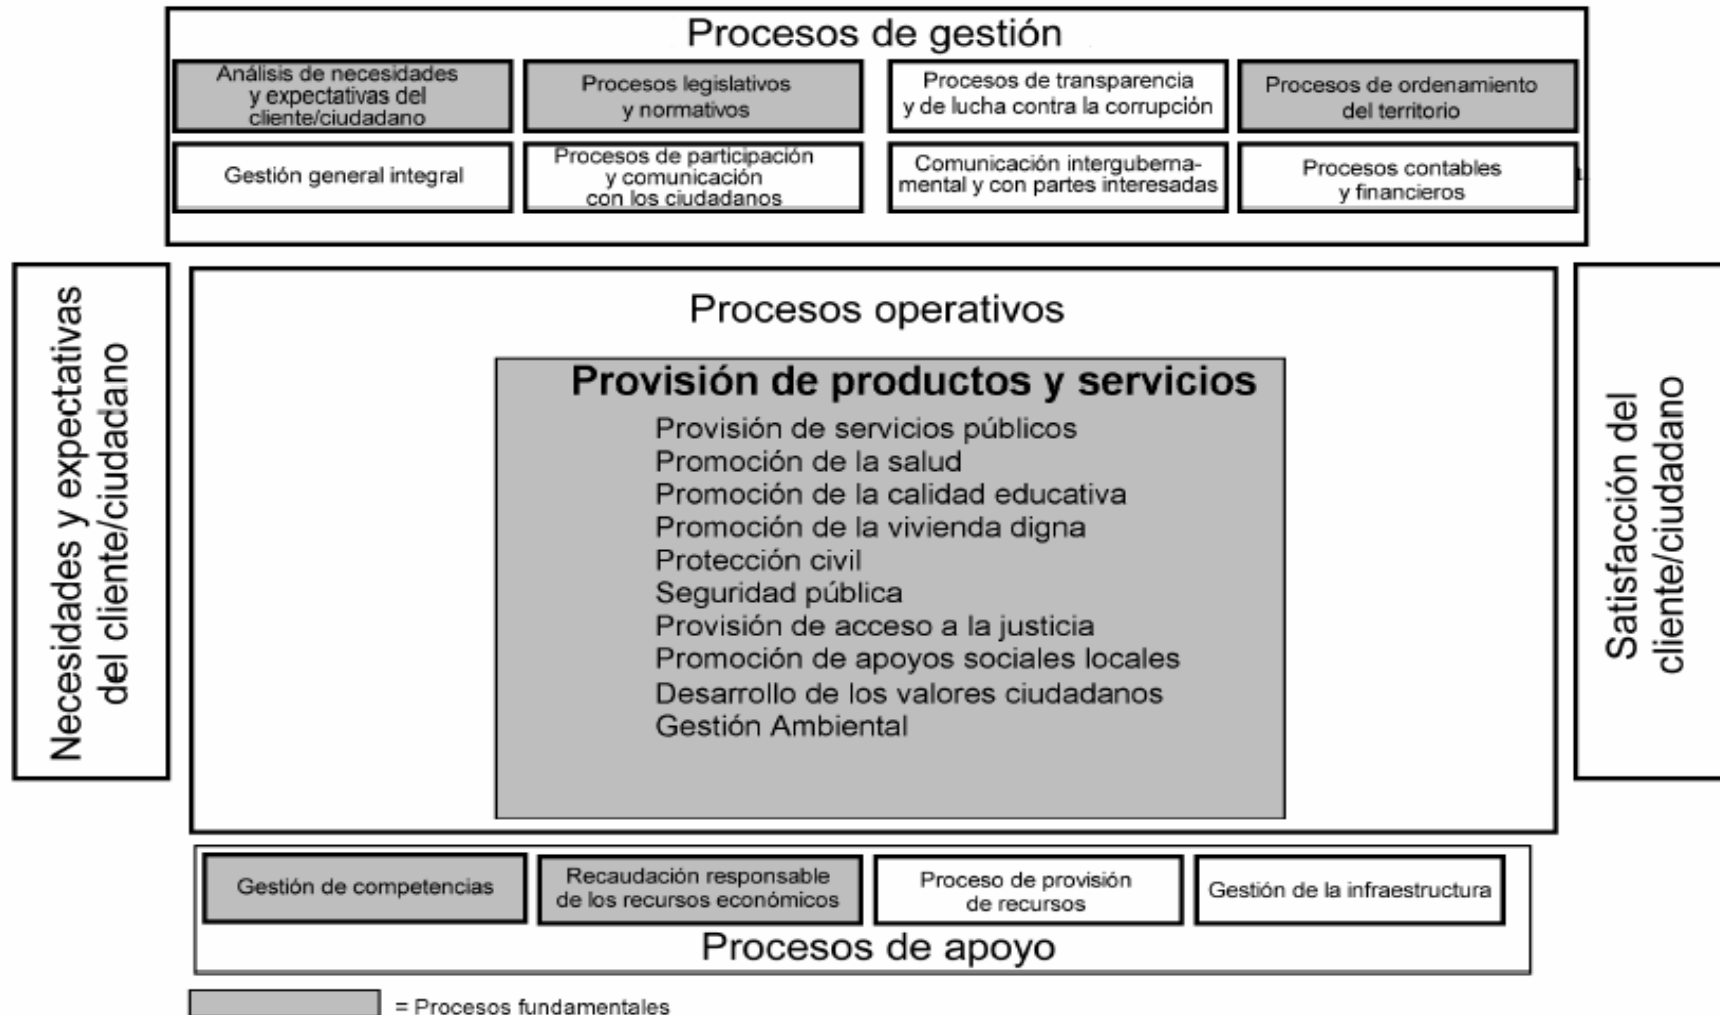 Procesos de gestión
Análisis de necesidades
y expectativas del
cliente/ciudadano
Procesos legislativos
y normativos
Procesos de transparencia
y de lucha contra la corrupción
Procesos de ordenamiento
del territorio
Gestión general integral
Procesos de participación
y comunicación
con los ciudadanos
Comunicación interguberna-
mental y con partes interesadas
Procesos contables
y financieros
Necesidades y expectativas
del cliente/ciudadano
Procesos operativos
Provisión de productos y servicios
Provisión de servicios públicos
Promoción de la salud
Promoción de la calidad educativa
Promoción de la vivienda digna
Protección civil
Seguridad pública
Provisión de acceso a la justicia
Promoción de apoyos sociales locales
Desarrollo de los valores ciudadanos
Gestión Ambiental
Satisfacción del
cliente/ciudadano
Gestión de competencias
Recaudación responsable
de los recursos económicos
Proceso de provisión
de recursos
Gestión de la infraestructura
Procesos de apoyo
= Procesos fundamentales